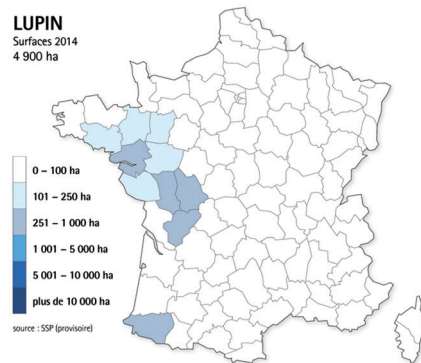 LUPIN
Surfaces 2014
4 900 ha
0 – 100 ha
101 – 250 ha
251 – 1 000 ha
1 001 – 5 000 ha
5 001 – 10 000 ha
plus de 10 000 ha
source : SSP (provisoire)